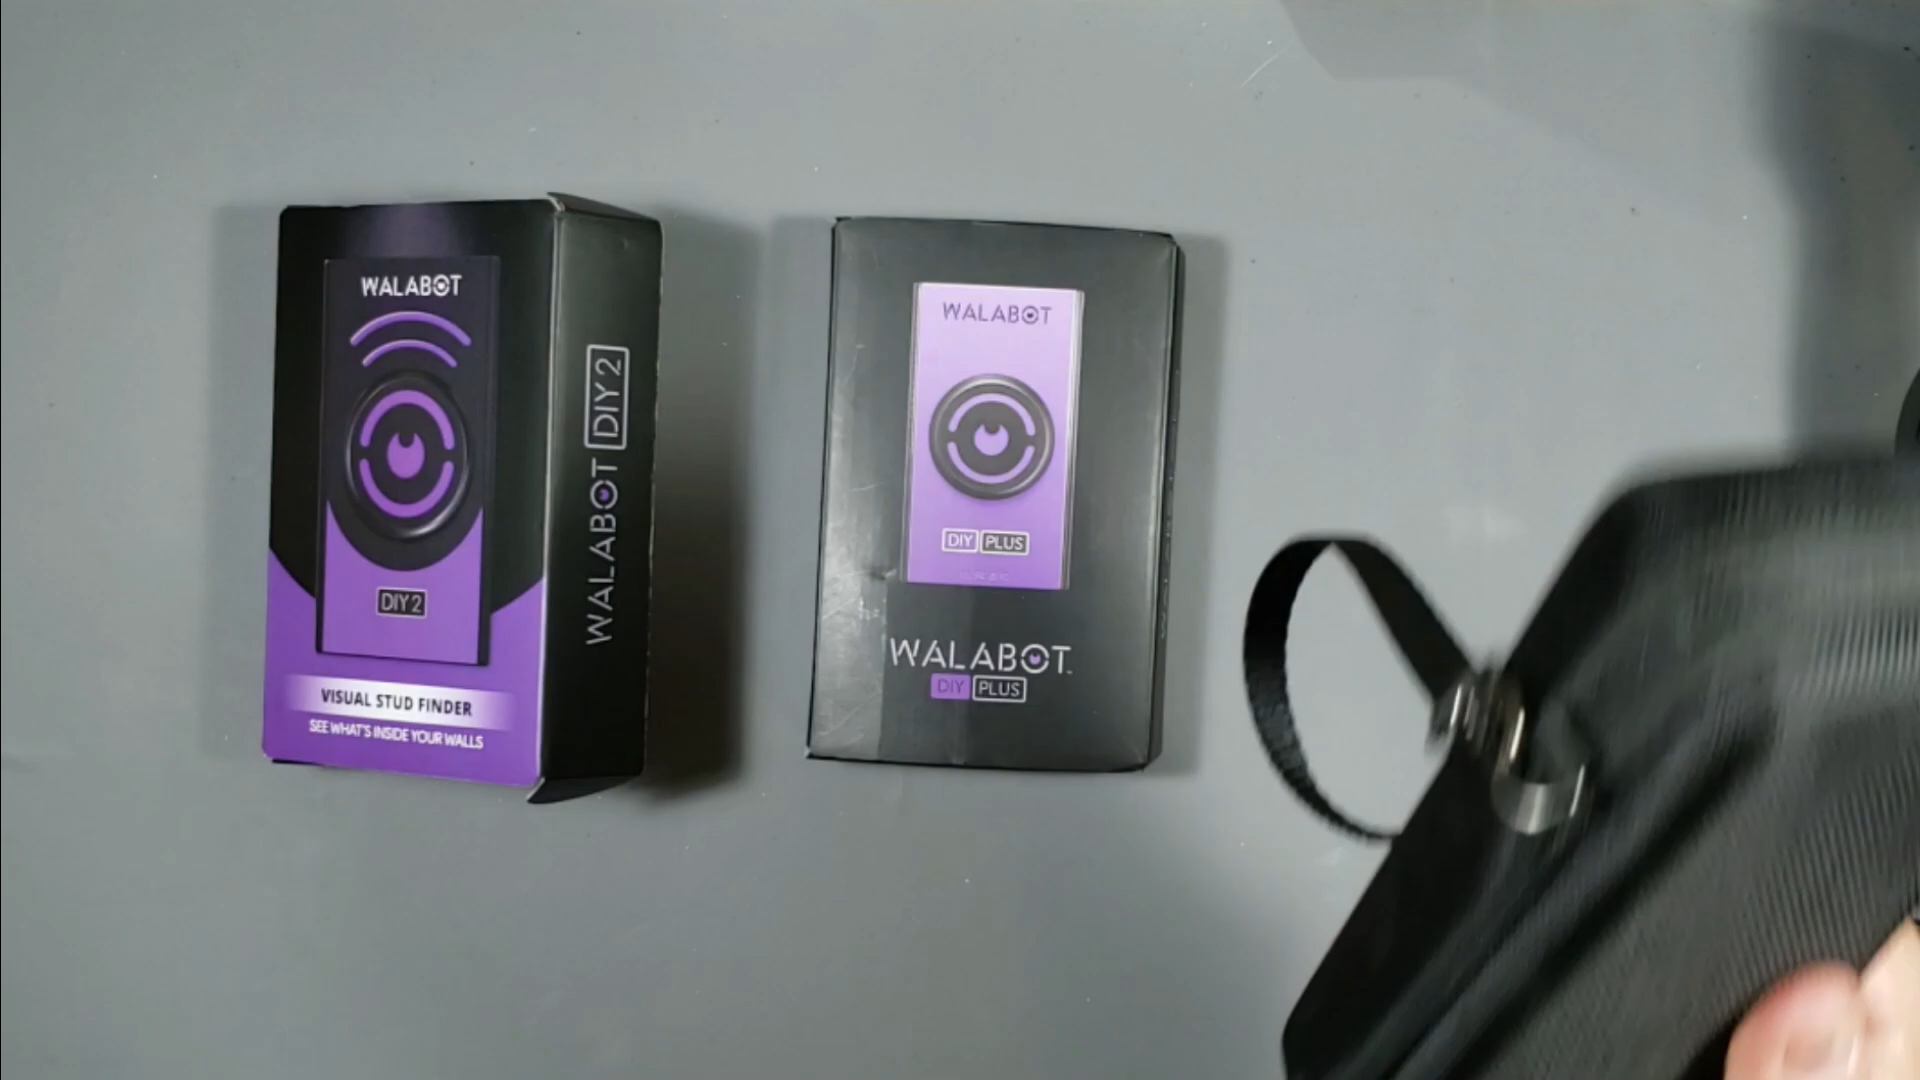 WALABOT
DIY 2
VISUAL STUD FINDER
SEE WHAT'S INSIDE YOUR WALLS
WALABOT DIY 2
WALABOT
DIY PLUS
WALABOT
DIY PLUS